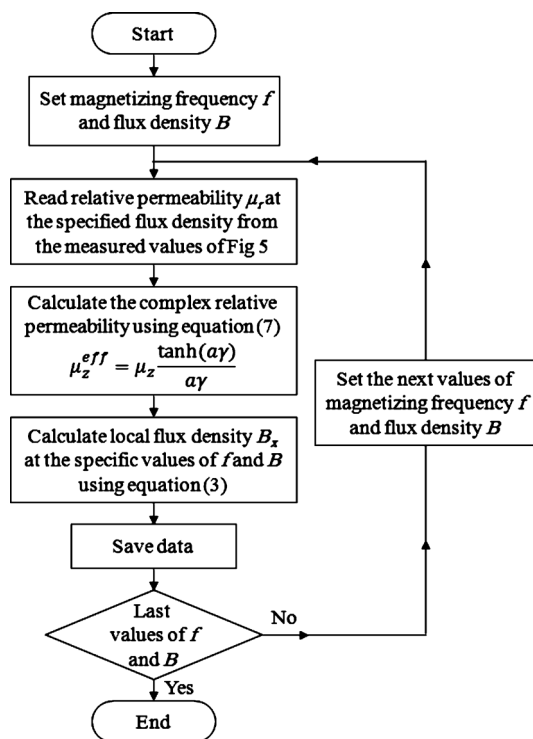 Start
Set magnetizing frequency f
and flux density B
Read relative permeability μr at
the specified flux density from
the measured values of Fig 5
Calculate the complex relative
permeability using equation (7)
μz^eff = μz tanh(aγ)/aγ
Calculate local flux density Bx
at the specific values of f and B
using equation (3)
Save data
Last
values of f
and B
No
Yes
End
Set the next values of
magnetizing frequency f
and flux density B